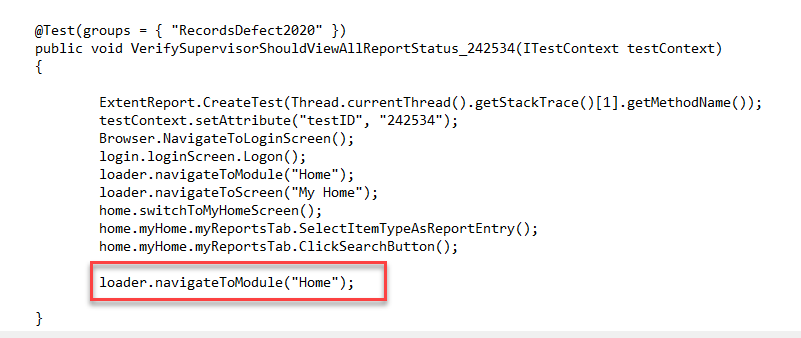 @Test(groups = { "RecordsDefect2020" })
public void VerifySupervisorShouldViewAllReportStatus_242534(ITestContext testContext)
{
ExtentReport.CreateTest(Thread.currentThread().getStackTrace()[1].getMethodName());
testContext.setAttribute("testID", "242534");
Browser.NavigateToLoginScreen();
login.loginScreen.Logon();
loader.navigateToModule("Home");
loader.navigateToScreen("My Home");
home.switchToMyHomeScreen();
home.myHome.myReportsTab.SelectItemTypeAsReportEntry();
home.myHome.myReportsTab.ClickSearchButton();
loader.navigateToModule("Home");
}